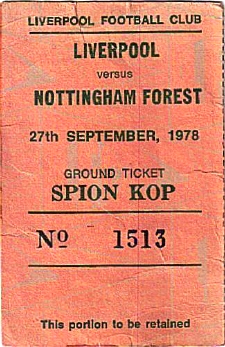 LIVERPOOL FOOTBALL CLUB
LIVERPOOL
versus
NOTTINGHAM FOREST
27th SEPTEMBER, 1978
GROUND TICKET
SPION KOP
No 1513
This portion to be retained